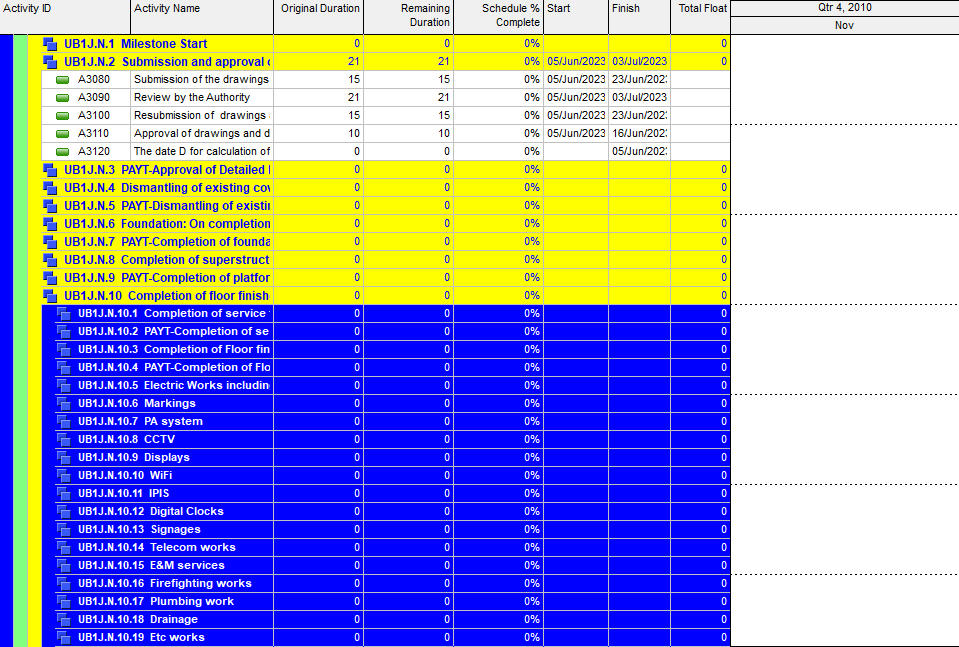 Activity ID Activity Name Original Duration Remaining Duration Schedule % Complete Start Finish Total Float Qtr 4, 2010
Nov
UB1J.N.1 Milestone Start 0 0 0% 0
UB1J.N.2 Submission and approval 21 21 0% 05/Jun/2023 03/Jul/2023 0
A3080 Submission of the drawings 15 15 0% 05/Jun/2023 23/Jun/202
A3090 Review by the Authority 21 21 0% 05/Jun/2023 03/Jul/2023
A3100 Resubmission of drawings 15 15 0% 05/Jun/2023 23/Jun/202
A3110 Approval of drawings and d 10 10 0% 05/Jun/2023 16/Jun/202
A3120 The date D for calculation of 0 0 0% 05/Jun/202
UB1J.N.3 PAYT-Approval of Detailed 0 0 0% 0
UB1J.N.4 Dismantling of existing cov 0 0 0% 0
UB1J.N.5 PAYT-Dismantling of existin 0 0 0% 0
UB1J.N.6 Foundation: On completion 0 0 0% 0
UB1J.N.7 PAYT-Completion of founda 0 0 0% 0
UB1J.N.8 Completion of superstruct 0 0 0% 0
UB1J.N.9 PAYT-Completion of platfor 0 0 0% 0
UB1J.N.10 Completion of floor finish 0 0 0% 0
UB1J.N.10.1 Completion of service 0 0 0% 0
UB1J.N.10.2 PAYT-Completion of se 0 0 0% 0
UB1J.N.10.3 Completion of Floor fin 0 0 0% 0
UB1J.N.10.4 PAYT-Completion of Flo 0 0 0% 0
UB1J.N.10.5 Electric Works includin 0 0 0% 0
UB1J.N.10.6 Markings 0 0 0% 0
UB1J.N.10.7 PA system 0 0 0% 0
UB1J.N.10.8 CCTV 0 0 0% 0
UB1J.N.10.9 Displays 0 0 0% 0
UB1J.N.10.10 WiFi 0 0 0% 0
UB1J.N.10.11 IPIS 0 0 0% 0
UB1J.N.10.12 Digital Clocks 0 0 0% 0
UB1J.N.10.13 Signages 0 0 0% 0
UB1J.N.10.14 Telecom works 0 0 0% 0
UB1J.N.10.15 E&M services 0 0 0% 0
UB1J.N.10.16 Firefighting works 0 0 0% 0
UB1J.N.10.17 Plumbing work 0 0 0% 0
UB1J.N.10.18 Drainage 0 0 0% 0
UB1J.N.10.19 Etc works 0 0 0% 0